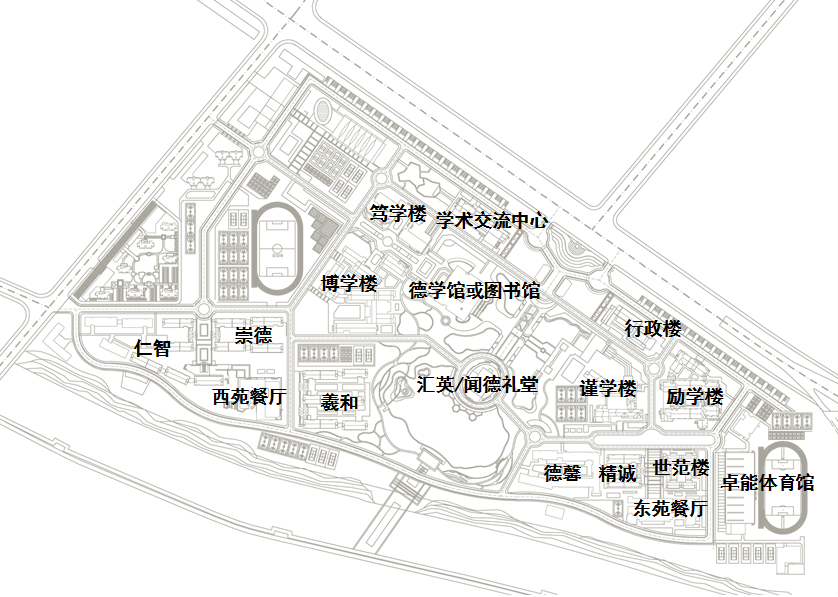 笃学楼
学术交流中心
博学楼
德学馆或图书馆
行政楼
崇德
仁智
汇英/闻德礼堂
谨学楼
励学楼
西苑餐厅
羲和
德馨
精诚
世范楼
卓能体育馆
东苑餐厅